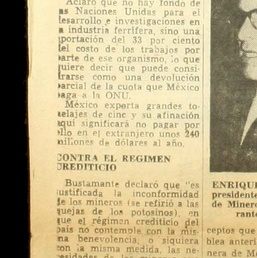 Aclaró que no hay fondo de
las Naciones Unidas para el
desarrollo e investigaciones en
la industria ferrífera, sino una
aportación del 33 por ciento
del costo de los trabajos por
parte de ese organismo, lo que
quiere decir que puede consi
trarse como una devolución
parcial de la cuota que México
paga a la ONU.
México exporta grandes to-
nelajes de cinc y su afinación
aquí significará no pagar por
ello en el extranjero unos 240
millones de dólares al año.
CONTRA EL REGIMEN
CREDITICIO
Bustamante declaró que "es
justificada la inconformidad
de los mineros (se refirió a las
quejas de los potosinos), en
que el régimen crediticio del
país no contemple con la mis
ma benevolencia, o siquiera
con la misma medida, las ne-
ENRIQUE
presidente
de Minero
rant
ceptos que
blea anteri
nera de M